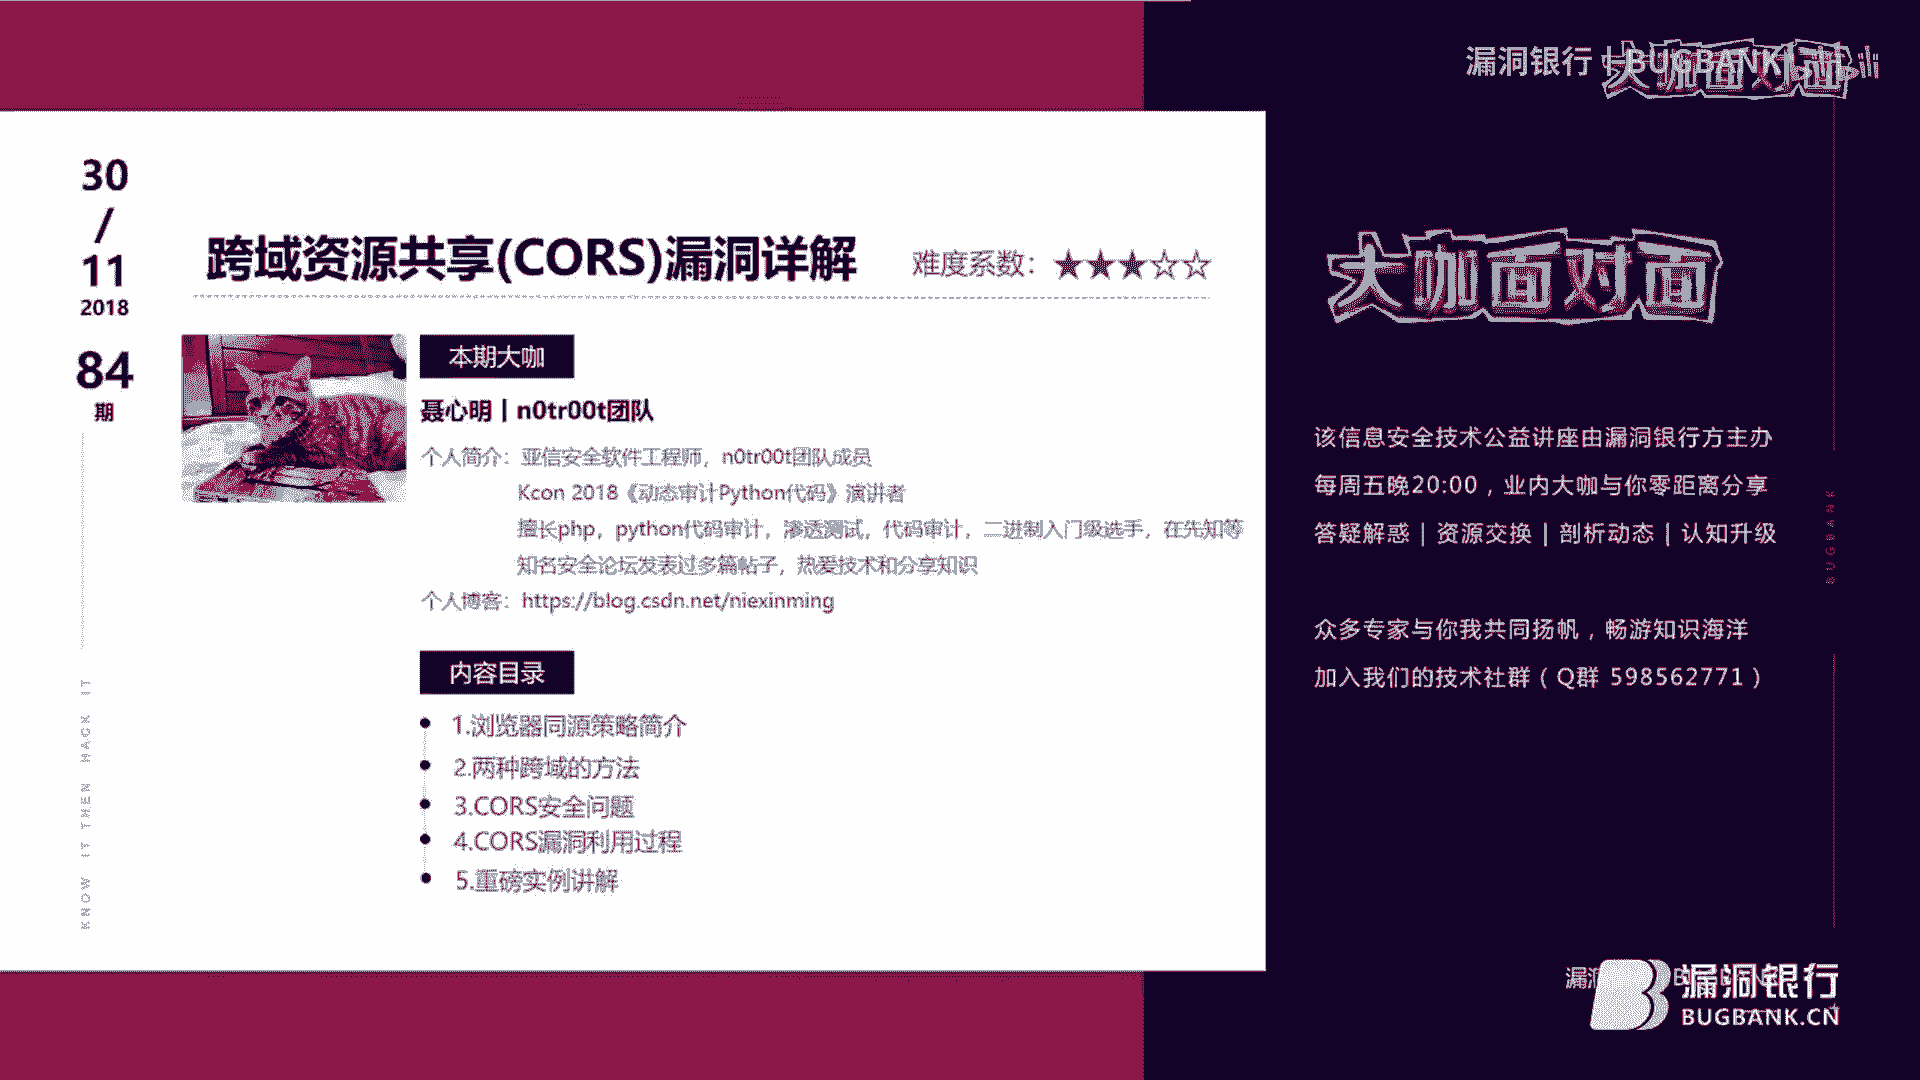 漏洞银行 | BUGBANK
大咖面对面
30
/
11
2018
84
期
跨域资源共享(CORS)漏洞详解
难度系数：★★★☆☆
本期大咖
聂心明 | n0tr00t团队
个人简介：亚信安全软件工程师，n0tr00t团队成员
Kcon 2018《动态审计Python代码》演讲者
擅长php，python代码审计，渗透测试，代码审计，二进制入门级选手，在先知等
知名安全论坛发表过多篇帖子，热爱技术和分享知识
个人博客：https://blog.csdn.net/niexinming
内容目录
1.浏览器同源策略简介
2.两种跨域的方法
3.CORS安全问题
4.CORS漏洞利用过程
5.重磅实例讲解
KNOW IT THEN HACK IT
大咖面对面
该信息安全技术公益讲座由漏洞银行方主办
每周五晚20:00，业内大咖与你零距离分享
答疑解惑 | 资源交换 | 剖析动态 | 认知升级
众多专家与你我共同扬帆，畅游知识海洋
加入我们的技术社群（Q群 598562771）
BUGBANK
漏洞银行
BUGBANK.CN